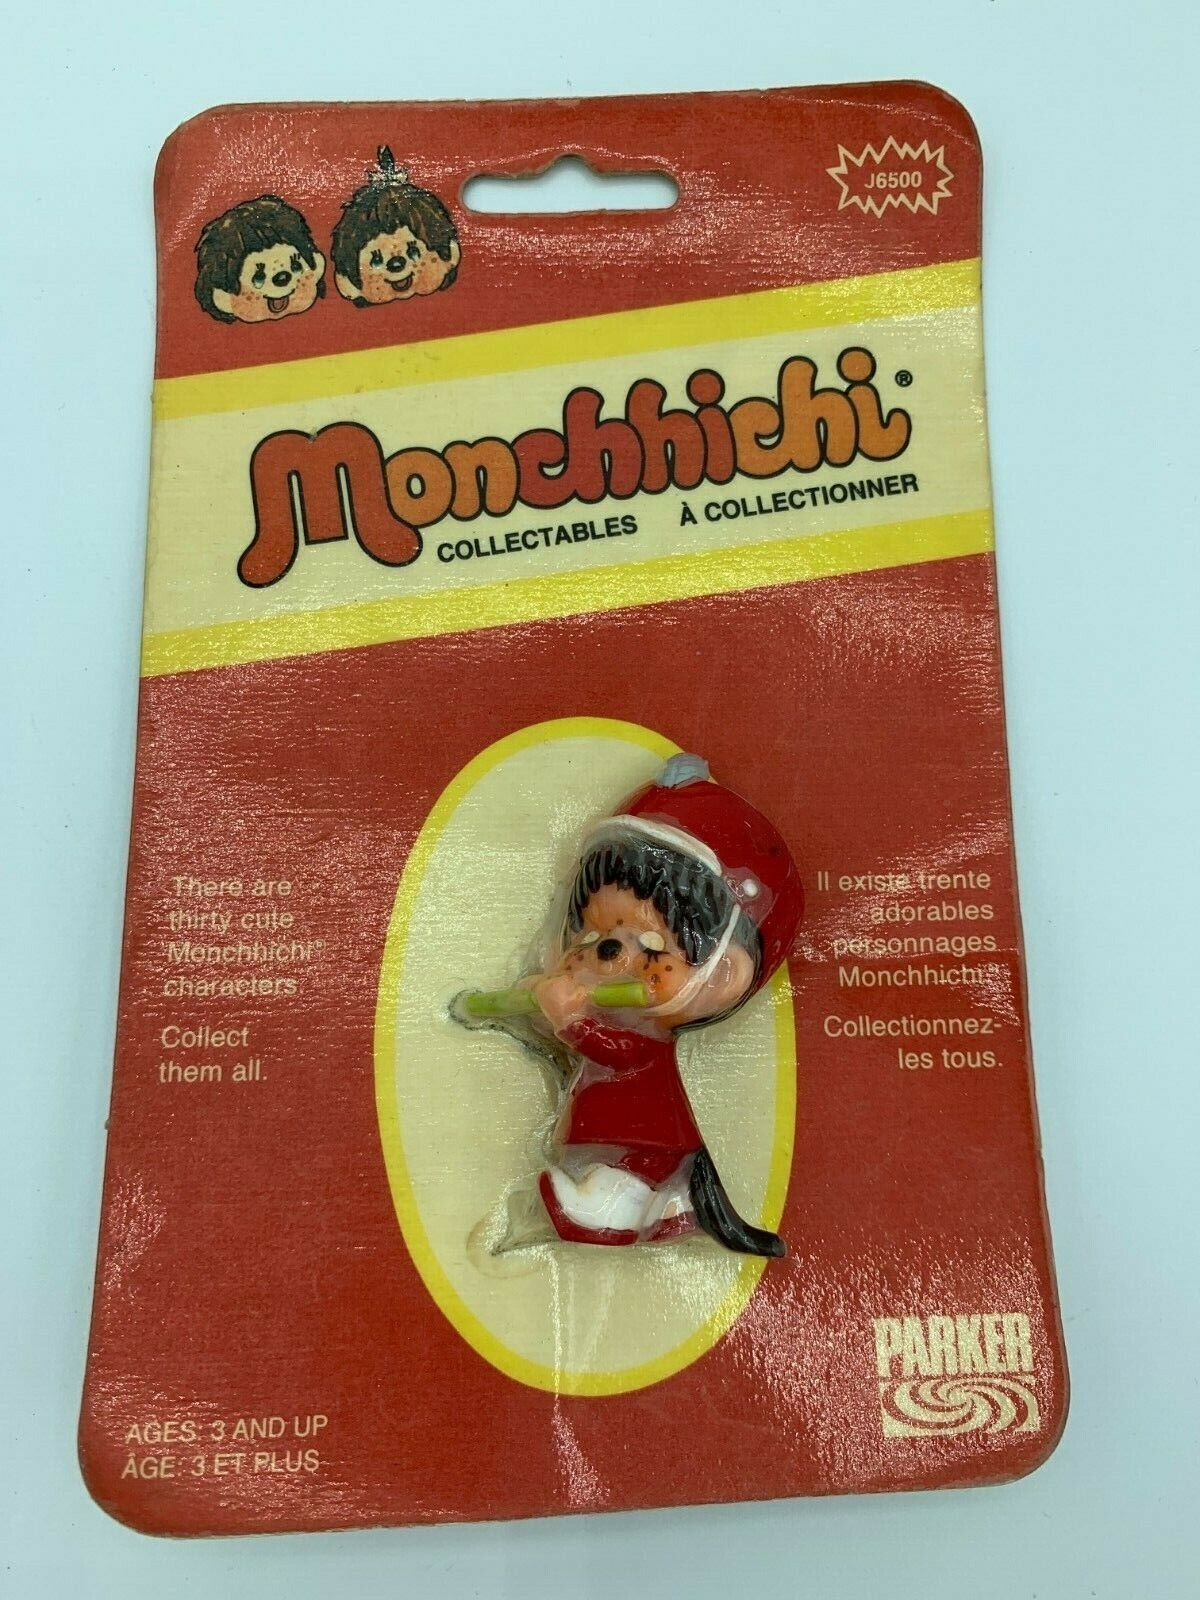 J6500
Monchhichi®
COLLECTABLES À COLLECTIONNER
There are
thirty cute
Monchhichi®
characters.
Collect
them all.
Il existe trente
adorables
personnages
Monchhichi®
Collectionnez-
les tous.
AGES: 3 AND UP
ÂGE: 3 ET PLUS
PARKER